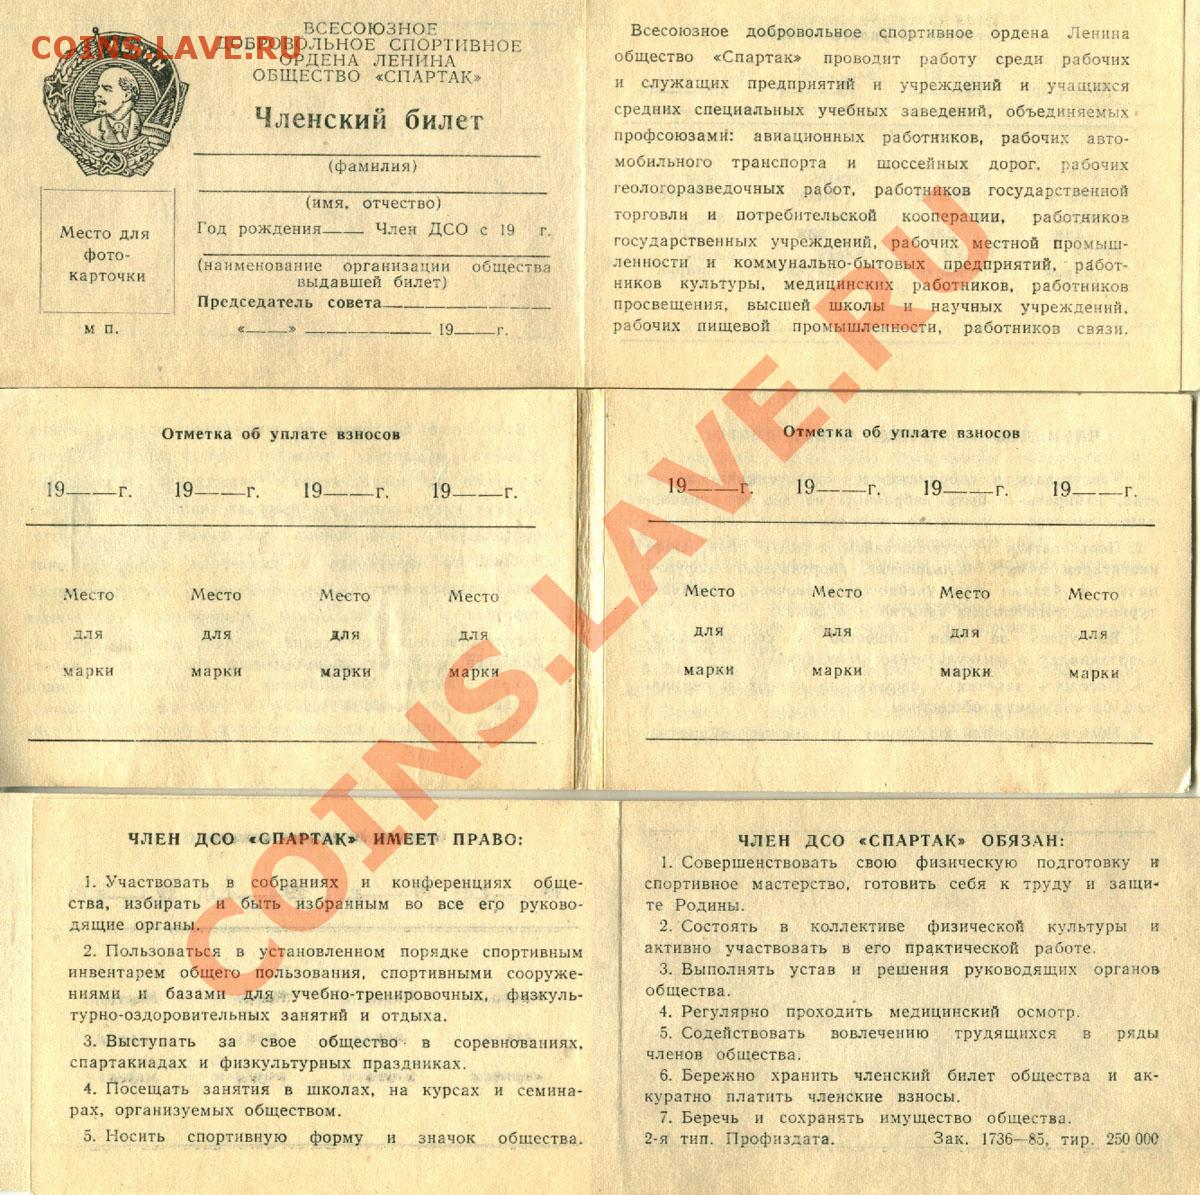 COINS.LAVE.RU
ЛЕНИН
ВСЕСОЮЗНОЕ
ДОБРОВОЛЬНОЕ СПОРТИВНОЕ
ОРДЕНА ЛЕНИНА
ОБЩЕСТВО «СПАРТАК»
Членский билет
(фамилия)
(имя, отчество)
Год рождения____ Член ДСО с 19 г.
(наименование организации общества
выдавшей билет)
Председатель совета
«____» ____________ 19____г.
Место для
фото-
карточки
м п.
Всесоюзное добровольное спортивное ордена Ленина
общество «Спартак» проводит работу среди рабочих
и служащих предприятий и учреждений и учащихся
средних специальных учебных заведений, объединяемых
профсоюзами: авиационных работников, рабочих авто-
мобильного транспорта и шоссейных дорог, рабочих
геологоразведочных работ, работников государственной
торговли и потребительской кооперации, работников
государственных учреждений, рабочих местной промыш-
ленности и коммунально-бытовых предприятий, работ-
ников культуры, медицинских работников, работников
просвещения, высшей школы и научных учреждений,
рабочих пищевой промышленности, работников связи.
Отметка об уплате взносов
19____г. 19____г. 19____г. 19____г.
Место Место Место Место
для для для для
марки марки марки марки
Отметка об уплате взносов
19____г. 19____г. 19____г. 19____г.
Место Место Место Место
для для для для
марки марки марки марки
ЧЛЕН ДСО «СПАРТАК» ИМЕЕТ ПРАВО:
1. Участвовать в собраниях и конференциях обще-
ства, избирать и быть избранным во все его руково-
дящие органы.
2. Пользоваться в установленном порядке спортивным
инвентарем общего пользования, спортивными сооруже-
ниями и базами для учебно-тренировочных, физкуль-
турно-оздоровительных занятий и отдыха.
3. Выступать за свое общество в соревнованиях,
спартакиадах и физкультурных праздниках.
4. Посещать занятия в школах, на курсах и семина-
рах, организуемых обществом.
5. Носить спортивную форму и значок общества.
ЧЛЕН ДСО «СПАРТАК» ОБЯЗАН:
1. Совершенствовать свою физическую подготовку и
спортивное мастерство, готовить себя к труду и защи-
те Родины.
2. Состоять в коллективе физической культуры и
активно участвовать в его практической работе.
3. Выполнять устав и решения руководящих органов
общества.
4. Регулярно проходить медицинский осмотр.
5. Содействовать вовлечению трудящихся в ряды
членов общества.
6. Бережно хранить членский билет общества и ак-
куратно платить членские взносы.
7. Беречь и сохранять имущество общества.
2-я тип. Профиздата. Зак. 1736—85, тир. 250 000
COINS.LAVE.RU